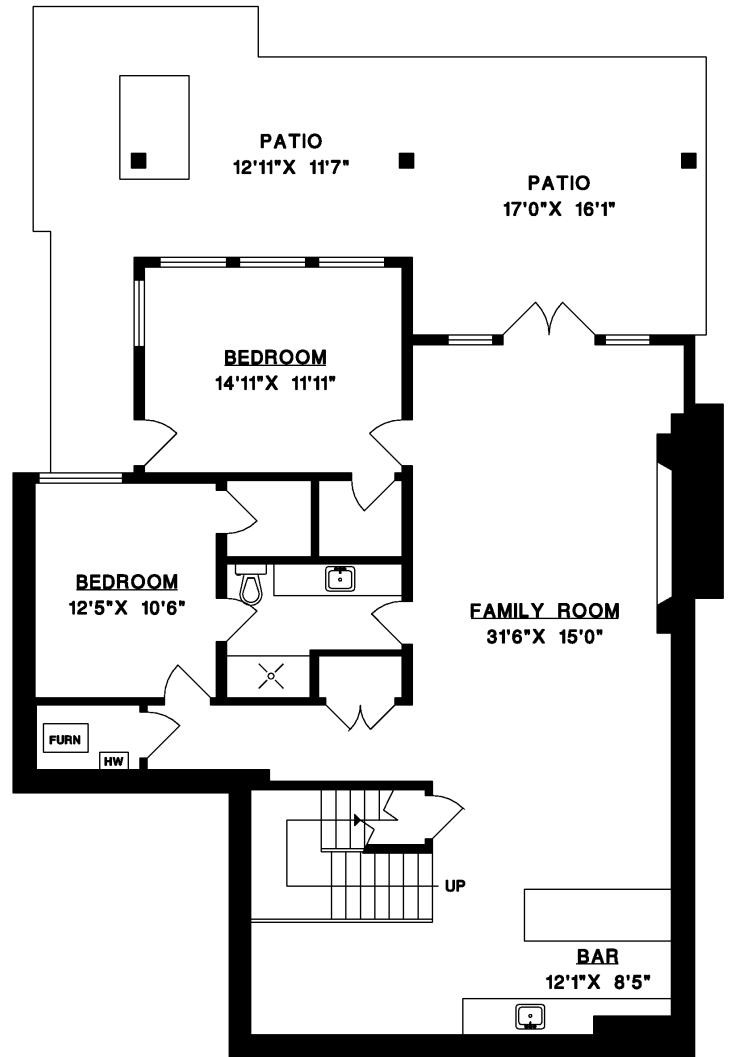 PATIO
12'11"X 11'7"
PATIO
17'0"X 16'1"
BEDROOM
14'11"X 11'11"
BEDROOM
12'5"X 10'6"
FAMILY ROOM
31'6"X 15'0"
FURN
HW
UP
BAR
12'1"X 8'5"